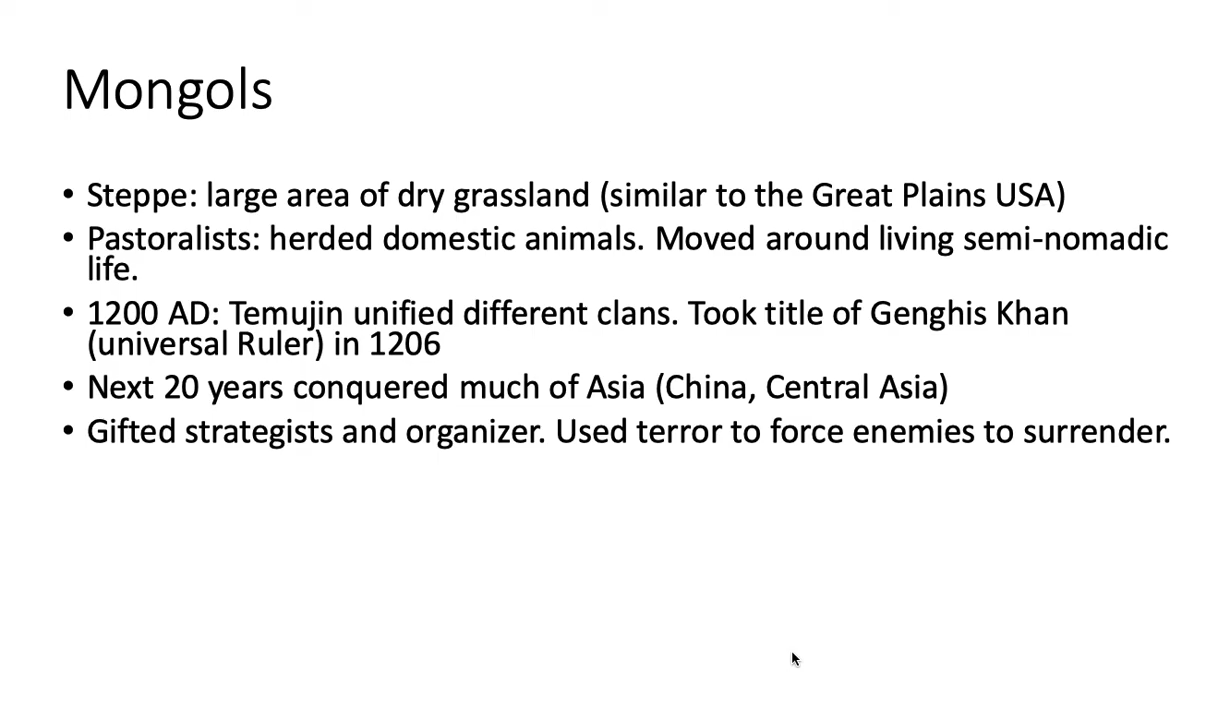 Mongols
• Steppe: large area of dry grassland (similar to the Great Plains USA)
• Pastoralists: herded domestic animals. Moved around living semi-nomadic
life.
• 1200 AD: Temujin unified different clans. Took title of Genghis Khan
(universal Ruler) in 1206
• Next 20 years conquered much of Asia (China, Central Asia)
• Gifted strategists and organizer. Used terror to force enemies to surrender.